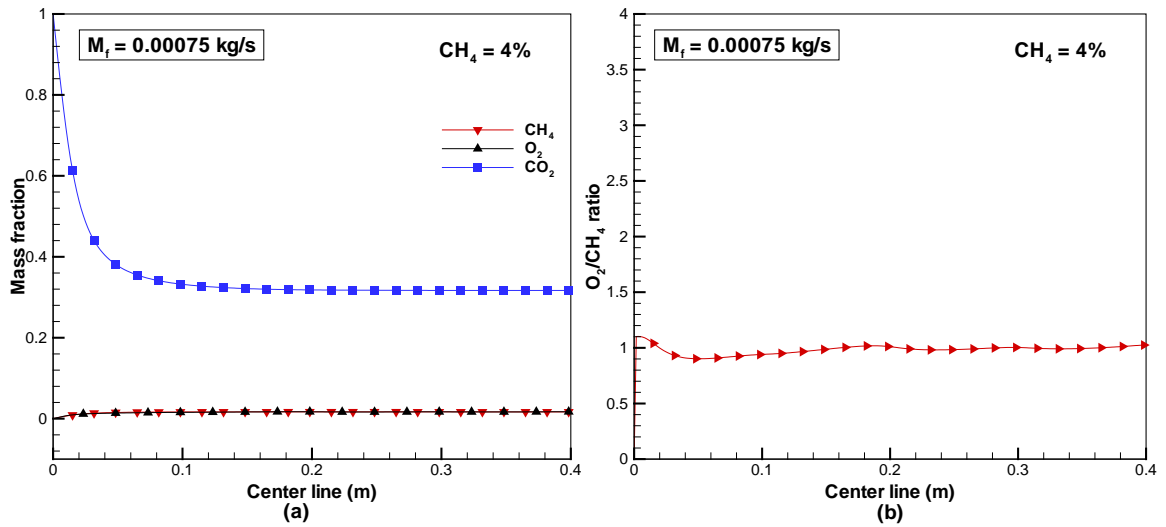 M_f = 0.00075 kg/s
CH_4 = 4%
CH_4
O_2
CO_2
Mass fraction
1
0.8
0.6
0.4
0.2
0
0
0.1
0.2
0.3
0.4
Center line (m)
(a)
M_f = 0.00075 kg/s
CH_4 = 4%
O_2/CH_4 ratio
4
3.5
3
2.5
2
1.5
1
0.5
0
0
0.1
0.2
0.3
0.4
Center line (m)
(b)